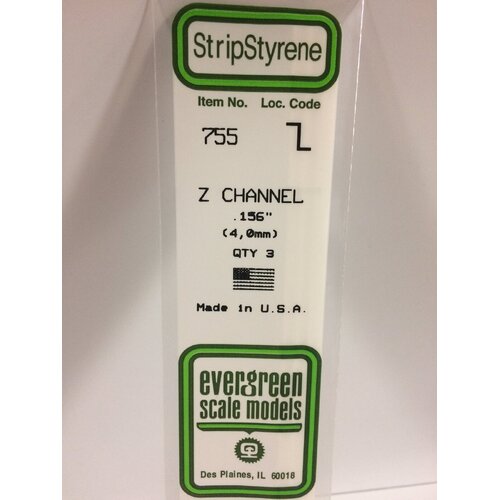 StripStyrene
Item No. Loc. Code
755
Z CHANNEL
.156"
(4,0mm)
QTY 3
Made in U.S.A.
evergreen
scale models
Des Plaines, IL 60018